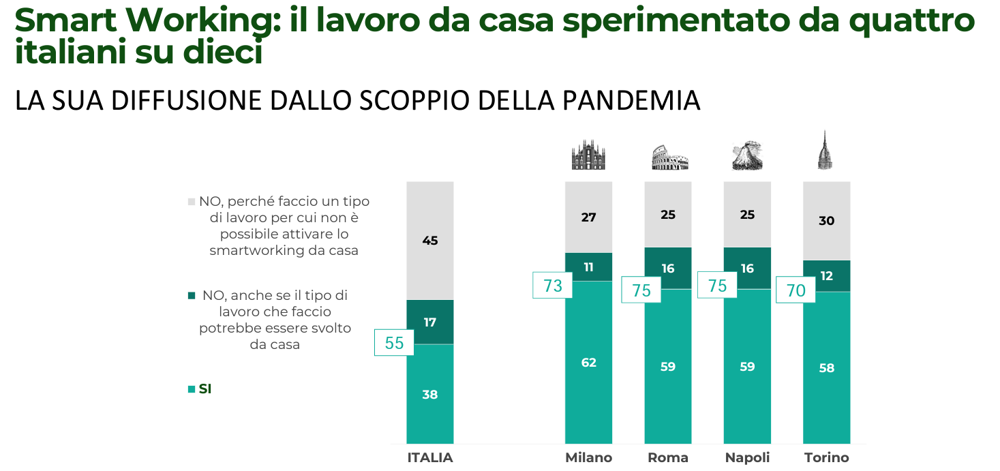 Smart Working: il lavoro da casa sperimentato da quattro
italiani su dieci
LA SUA DIFFUSIONE DALLO SCOPPIO DELLA PANDEMIA
NO, perché faccio un tipo
di lavoro per cui non è
possibile attivare lo
smartworking da casa
NO, anche se il tipo di
lavoro che faccio
potrebbe essere svolto
da casa
SI
45
17
55
38
27
11
73
62
25
16
75
59
25
16
75
59
30
12
70
58
ITALIA
Milano
Roma
Napoli
Torino